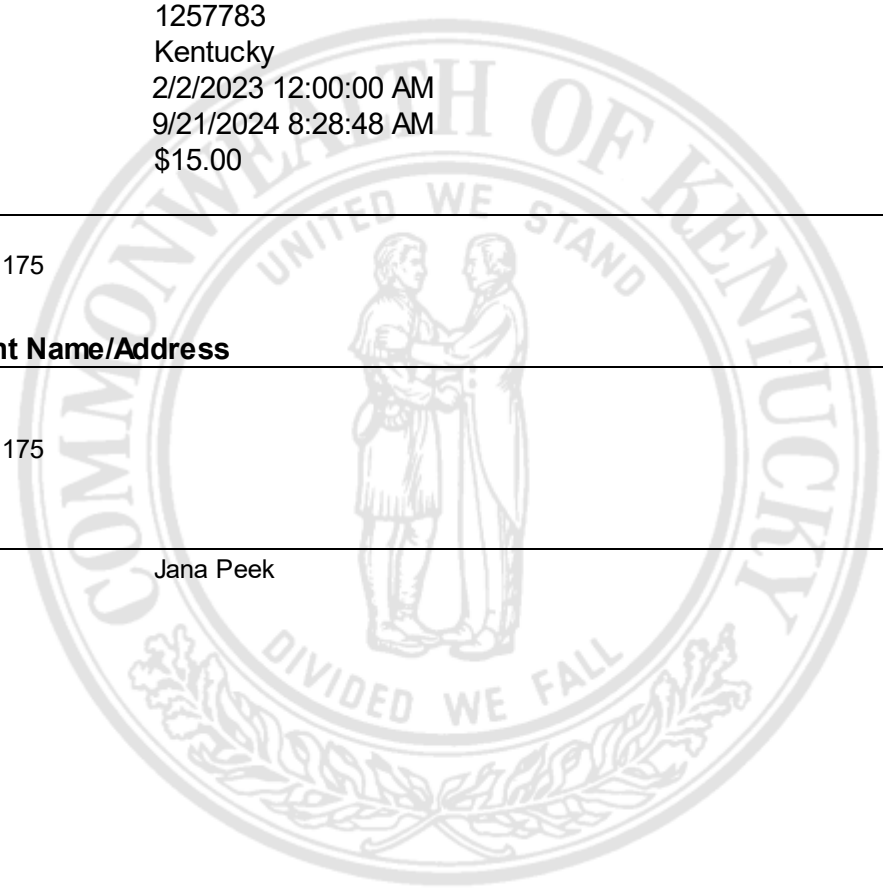 1257783
Kentucky
2/2/2023 12:00:00 AM
9/21/2024 8:28:48 AM
$15.00
175
nt Name/Address
175
Jana Peek
COMMONWEALTH OF KENTUCKY
UNITED WE STAND
DIVIDED WE FALL